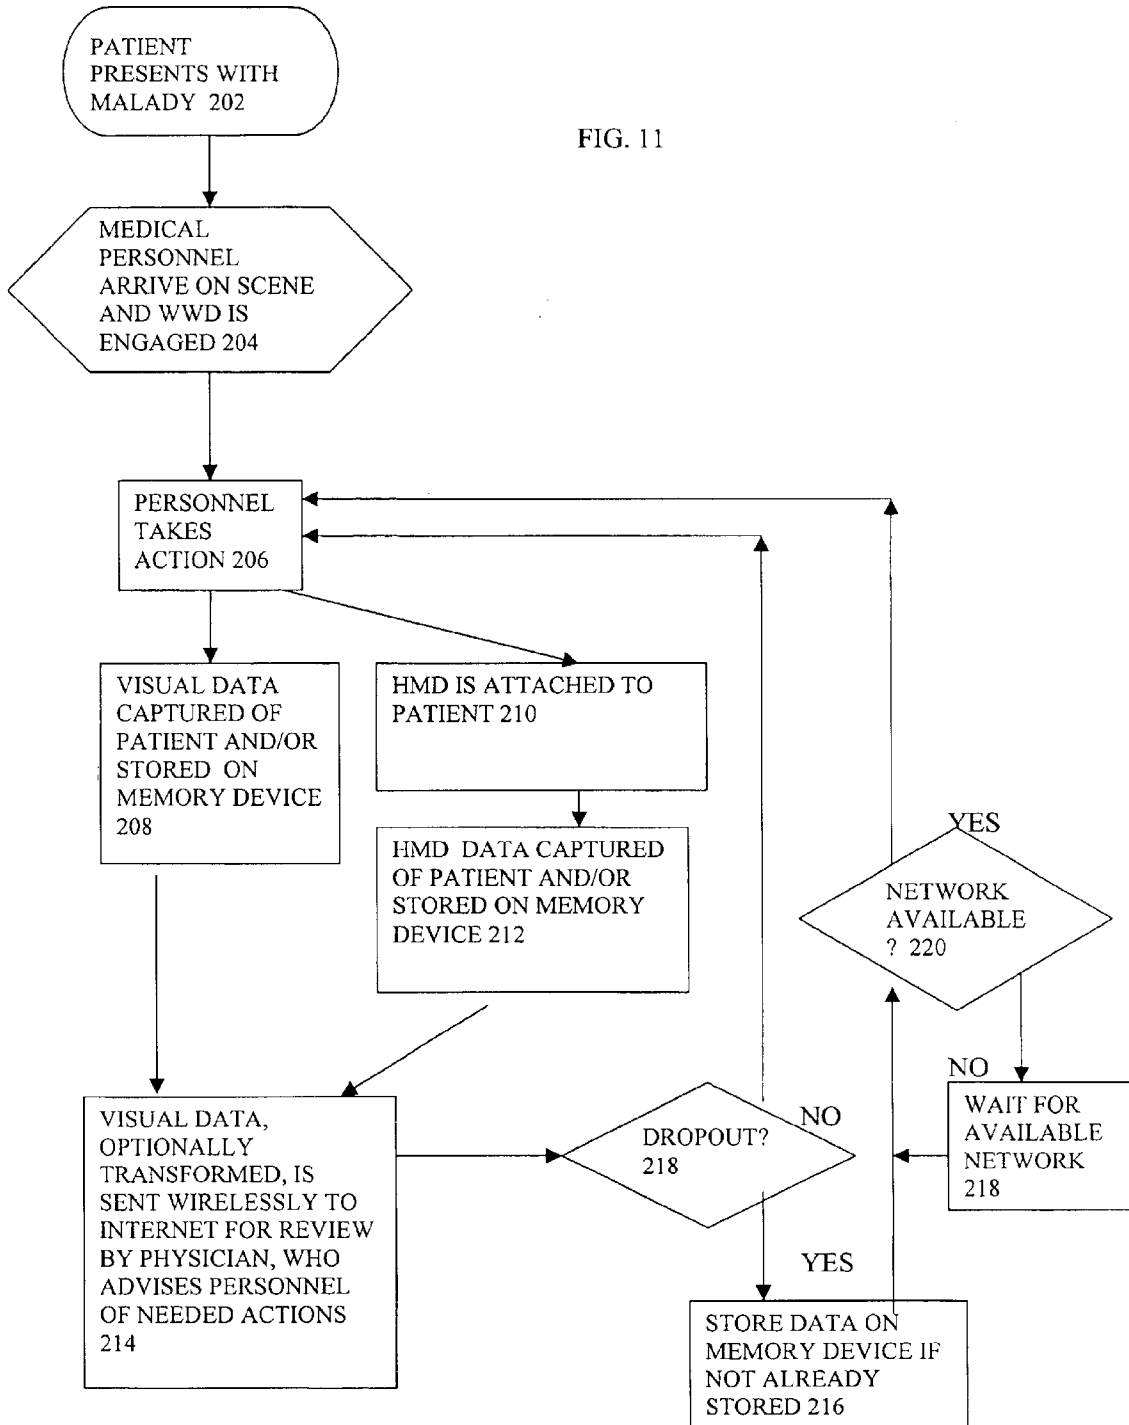 PATIENT
PRESENTS WITH
MALADY 202
FIG. 11
MEDICAL
PERSONNEL
ARRIVE ON SCENE
AND WWD IS
ENGAGED 204
PERSONNEL
TAKES
ACTION 206
VISUAL DATA
CAPTURED OF
PATIENT AND/OR
STORED ON
MEMORY DEVICE
208
HMD IS ATTACHED TO
PATIENT 210
HMD DATA CAPTURED
OF PATIENT AND/OR
STORED ON MEMORY
DEVICE 212
YES
NETWORK
AVAILABLE
? 220
NO
WAIT FOR
AVAILABLE
NETWORK
218
VISUAL DATA,
OPTIONALLY
TRANSFORMED, IS
SENT WIRELESSLY TO
INTERNET FOR REVIEW
BY PHYSICIAN, WHO
ADVISES PERSONNEL
OF NEEDED ACTIONS
214
DROPOUT?
218
NO
YES
STORE DATA ON
MEMORY DEVICE IF
NOT ALREADY
STORED 216